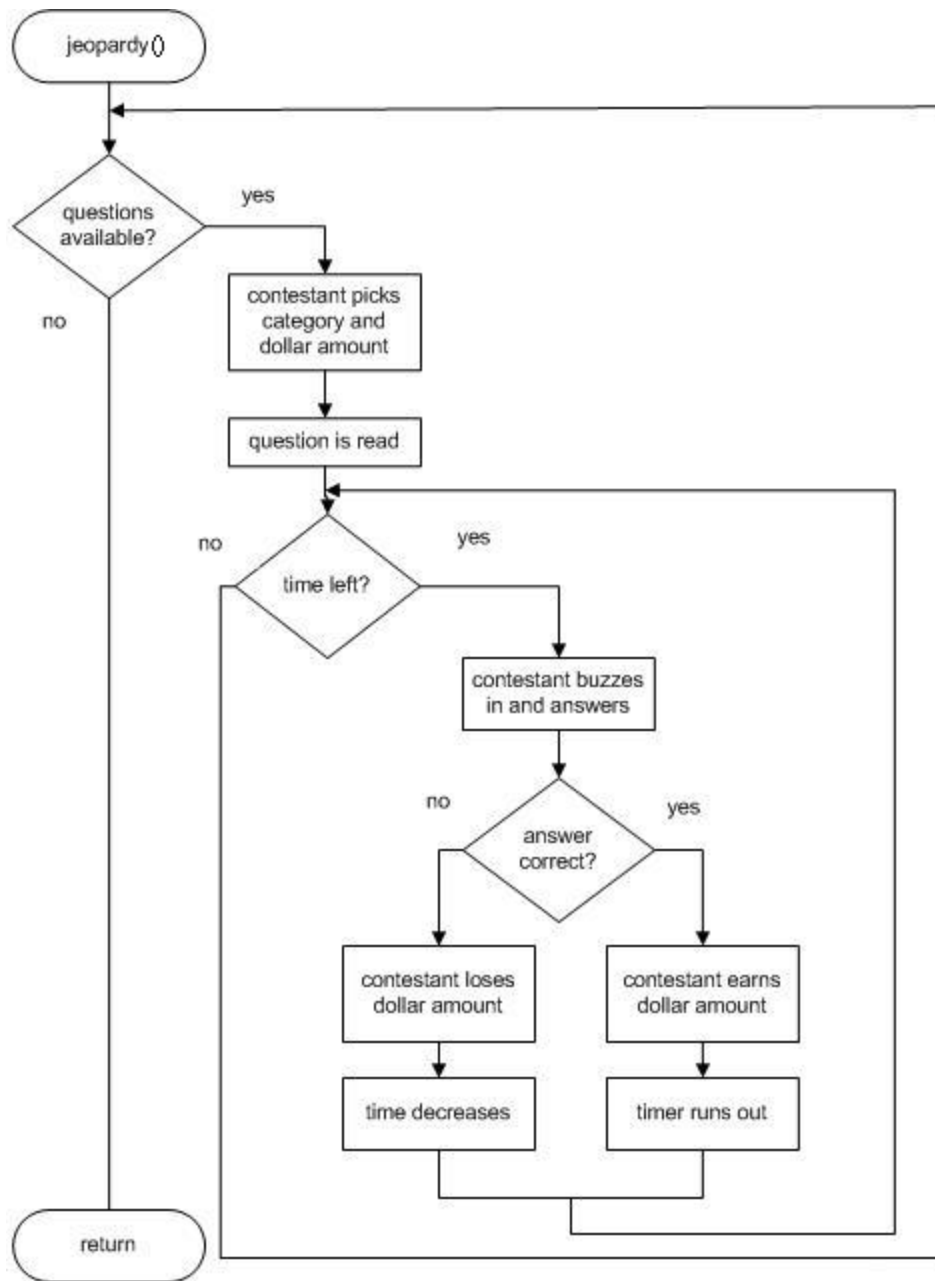 jeopardy()
yes
questions
available?
no
contestant picks
category and
dollar amount
question is read
no
yes
time left?
contestant buzzes
in and answers
no
yes
answer
correct?
contestant loses
dollar amount
contestant earns
dollar amount
time decreases
timer runs out
return